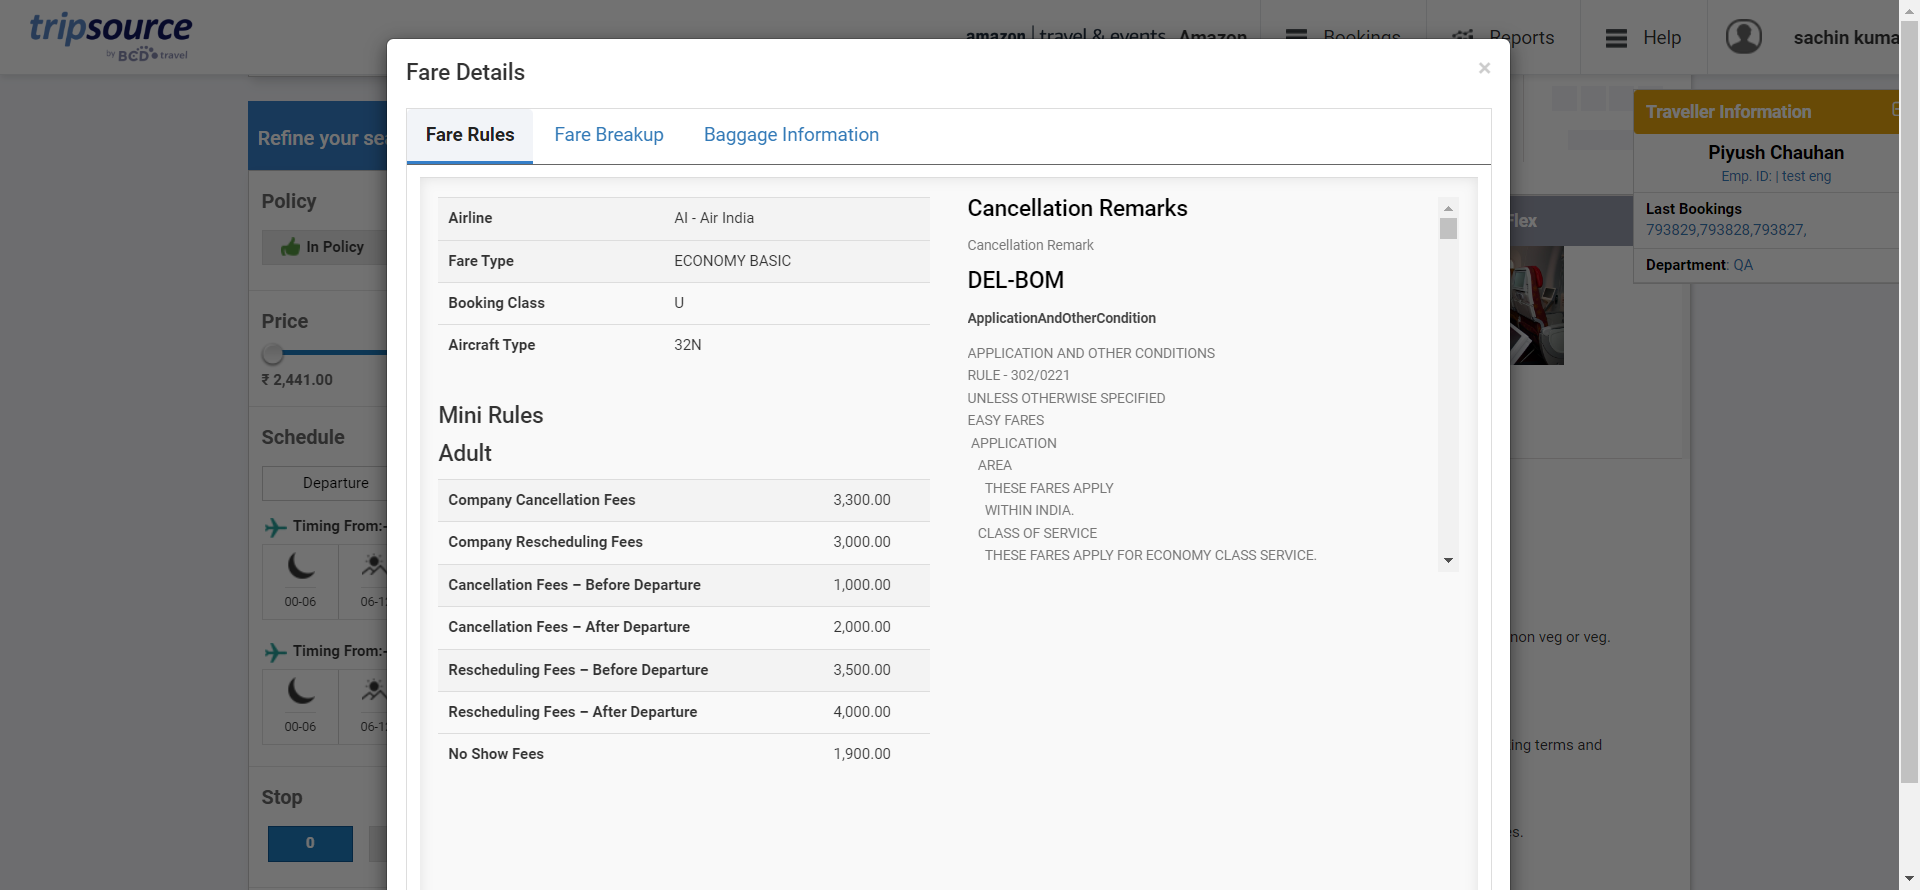 tripsource
by BCD travel
amazon | travel & events Amazon
Bookings
Reports
Help
sachin kuma
Fare Details
×
Fare Rules
Fare Breakup
Baggage Information
Refine your sea
Policy
In Policy
Price
₹ 2,441.00
Schedule
Departure
Timing From:-
00-06
06-12
Timing From:-
00-06
06-12
Stop
0
Airline AI - Air India
Fare Type ECONOMY BASIC
Booking Class U
Aircraft Type 32N
Mini Rules
Adult
Company Cancellation Fees 3,300.00
Company Rescheduling Fees 3,000.00
Cancellation Fees – Before Departure 1,000.00
Cancellation Fees – After Departure 2,000.00
Rescheduling Fees – Before Departure 3,500.00
Rescheduling Fees – After Departure 4,000.00
No Show Fees 1,900.00
Cancellation Remarks
Cancellation Remark
DEL-BOM
ApplicationAndOtherCondition
APPLICATION AND OTHER CONDITIONS
RULE - 302/0221
UNLESS OTHERWISE SPECIFIED
EASY FARES
APPLICATION
AREA
THESE FARES APPLY
WITHIN INDIA.
CLASS OF SERVICE
THESE FARES APPLY FOR ECONOMY CLASS SERVICE.
Traveller Information
Piyush Chauhan
Emp. ID: | test eng
Last Bookings
793829,793828,793827,
Department: QA
Flex
non veg or veg.
ing terms and
es.